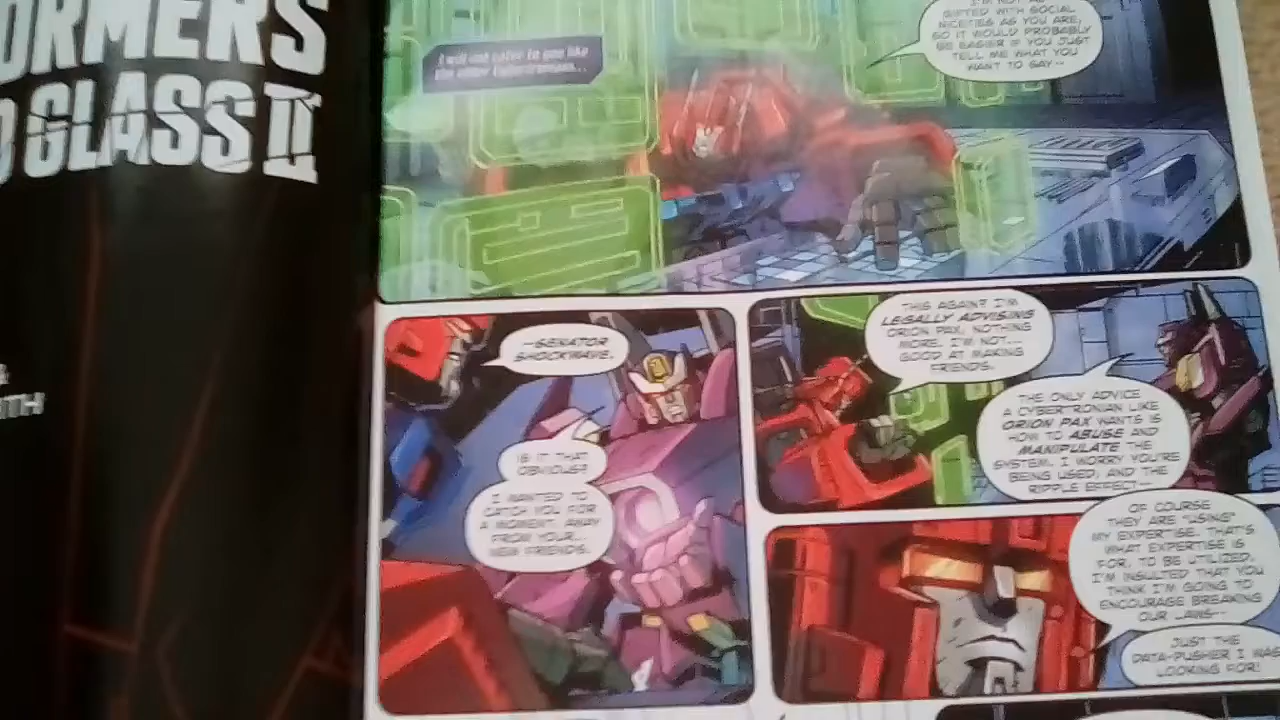 ORMERS
GLASS II
ITH
I will not cater to you like
GIFTED WITH SOCIAL
NICETIES AS YOU ARE,
SO IT WOULD PROBABLY
BE EASIER IF YOU JUST
TELL ME WHAT YOU
WANT TO SAY--
--SENATOR
SHOCKWAVE.
IS IT THAT
OBVIOUS?
I WANTED TO
CATCH YOU FOR
A MOMENT, AWAY
FROM YOUR...
NEW FRIENDS.
THIS AGAIN? I'M
LEGALLY ADVISING
ORION PAX, NOTHING
MORE. I'M NOT...
GOOD AT MAKING
FRIENDS.
THE ONLY ADVICE
A CYBERTRONIAN LIKE
ORION PAX WANTS IS
HOW TO ABUSE AND
MANIPULATE THE
SYSTEM. I WORRY YOU'RE
BEING USED, AND THE
RIPPLE EFFECT--
OF COURSE
THEY ARE "USING"
MY EXPERTISE. THAT'S
WHAT EXPERTISE IS
FOR, TO BE UTILIZED.
I'M INSULTED THAT YOU
THINK I'M GOING TO
ENCOURAGE BREAKING
OUR LAWS--
JUST THE
DATA-PUSHER I WAS
LOOKING FOR!